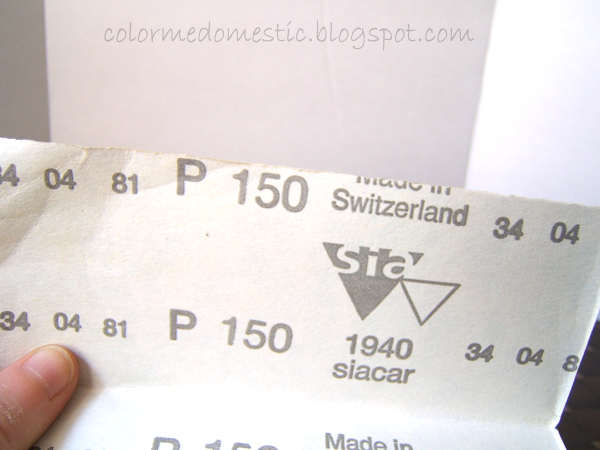 colormedomestic.blogspot.com
34 04 81 P 150 Made in
Switzerland 34 04
sia
34 04 81 P 150 1940
siacar 34 04 8
P 150 Made in